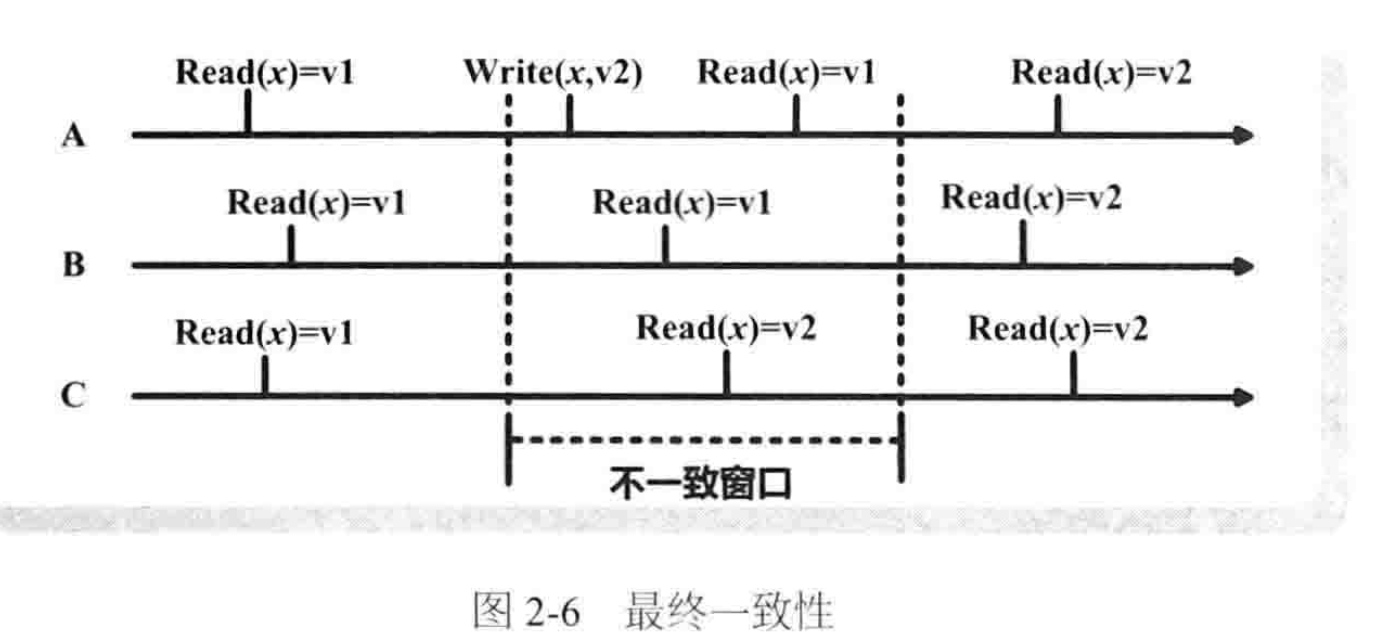 Read(x)=v1 Write(x,v2) Read(x)=v1 Read(x)=v2
A
Read(x)=v1 Read(x)=v1 Read(x)=v2
B
Read(x)=v1 Read(x)=v2 Read(x)=v2
C
不一致窗口
图 2-6 最终一致性